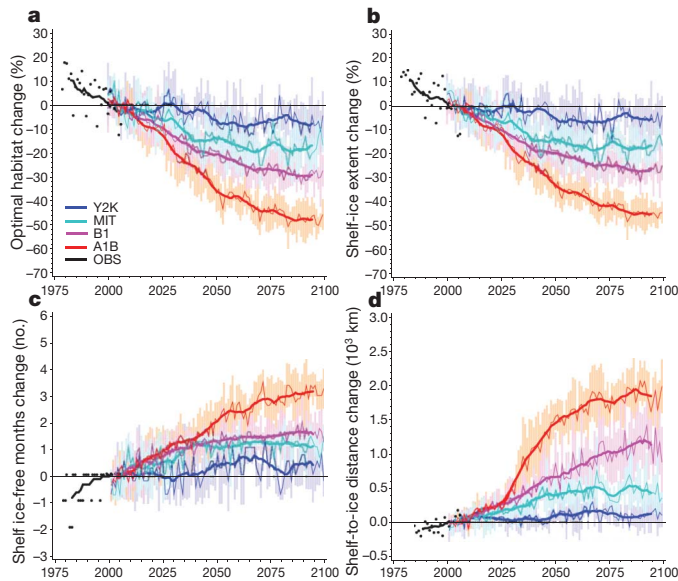 a
Optimal habitat change (%)
30
20
10
0
–10
–20
–30
–40
–50
–60
–70
Y2K
MIT
B1
A1B
OBS
1975 2000 2025 2050 2075 2100
b
Shelf-ice extent change (%)
30
20
10
0
–10
–20
–30
–40
–50
–60
–70
1975 2000 2025 2050 2075 2100
c
Shelf ice-free months change (no.)
6
5
4
3
2
1
0
–1
–2
–3
1975 2000 2025 2050 2075 2100
d
Shelf-to-ice distance change (10³ km)
3.0
2.5
2.0
1.5
1.0
0.5
0.0
–0.5
1975 2000 2025 2050 2075 2100